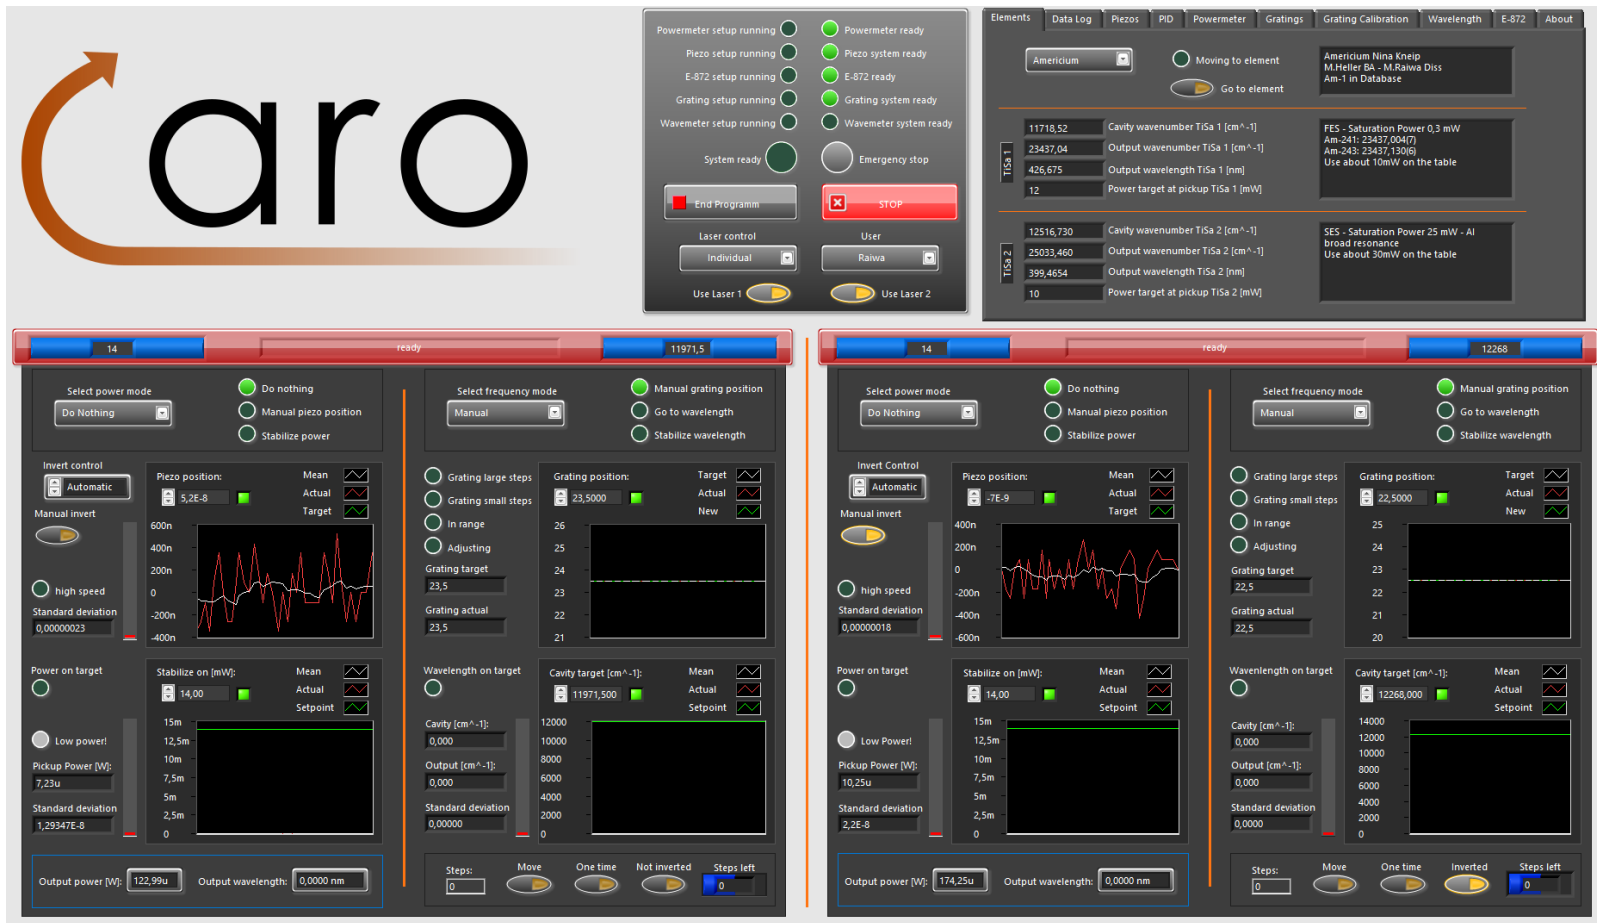 Caro
Powermeter setup running
Powermeter ready
Piezo setup running
Piezo system ready
E-872 setup running
E-872 ready
Grating setup running
Grating system ready
Wavemeter setup running
Wavemeter system ready
System ready
Emergency stop
End Programm
STOP
Laser control
User
Individual
Raiwa
Use Laser 1
Use Laser 2
Elements Data Log Piezos PID Powermeter Gratings Grating Calibration Wavelength E-872 About
Americium
Moving to element
Go to element
Americium Nina Kneip
M.Heller BA - M.Raiwa Diss
Am-1 in Database
TiSa 1
11718,52 Cavity wavenumber TiSa 1 [cm^-1]
23437,04 Output wavenumber TiSa 1 [cm^-1]
426,675 Output wavelength TiSa 1 [nm]
12 Power target at pickup TiSa 1 [mW]
FES - Saturation Power 0,3 mW
Am-241: 23437,004(7)
Am-243: 23437,130(6)
Use about 10mW on the table
TiSa 2
12516,730 Cavity wavenumber TiSa 2 [cm^-1]
25033,460 Output wavenumber TiSa 2 [cm^-1]
399,4654 Output wavelength TiSa 2 [nm]
10 Power target at pickup TiSa 2 [mW]
SES - Saturation Power 25 mW - AI
broad resonance
Use about 30mW on the table
14 ready 11971,5
Select power mode
Do Nothing
Do nothing
Manual piezo position
Stabilize power
Select frequency mode
Manual
Manual grating position
Go to wavelength
Stabilize wavelength
Invert control
Automatic
Manual invert
high speed
Standard deviation
0,00000023
Piezo position:
5,2E-8
Mean
Actual
Target
600n
400n
200n
0
-200n
-400n
Grating large steps
Grating small steps
In range
Adjusting
Grating target
23,5
Grating actual
23,5
Grating position:
23,5000
Target
Actual
New
26
25
24
23
22
21
Power on target
Low power!
Pickup Power [W]:
7,23u
Standard deviation
1,29347E-8
Stabilize on [mW]:
14,00
Mean
Actual
Setpoint
15m
12,5m
10m
7,5m
5m
2,5m
0
Wavelength on target
Cavity [cm^-1]:
0,000
Output [cm^-1]:
0,000
Standard deviation
0,00000
Cavity target [cm^-1]:
11971,500
Mean
Actual
Setpoint
12000
10000
8000
6000
4000
2000
0
Output power [W]: 122,99u Output wavelength: 0,0000 nm
Steps:
0
Move
One time
Not inverted
Steps left
0
14 ready 12268
Select power mode
Do Nothing
Do nothing
Manual piezo position
Stabilize power
Select frequency mode
Manual
Manual grating position
Go to wavelength
Stabilize wavelength
Invert Control
Automatic
Manual invert
high speed
Standard deviation
0,00000018
Piezo position:
-7E-9
Mean
Actual
Target
400n
200n
0
-200n
-400n
-600n
Grating large steps
Grating small steps
In range
Adjusting
Grating target
22,5
Grating actual
22,5
Grating position:
22,5000
Target
Actual
New
25
24
23
22
21
20
Power on target
Low Power!
Pickup Power [W]:
10,25u
Standard deviation
2,2E-8
Stabilize on [mW]:
14,00
Mean
Actual
Setpoint
15m
12,5m
10m
7,5m
5m
2,5m
0
Wavenlength on target
Cavity [cm^-1]:
0,000
Output [cm^-1]:
0,000
Standard deviation
0,0000
Cavity target [cm^-1]:
12268,000
Mean
Actual
Setpoint
14000
12000
10000
8000
6000
4000
2000
0
Output power [W]: 174,25u Output wavelength: 0,0000 nm
Steps:
0
Move
One time
Inverted
Steps left
0